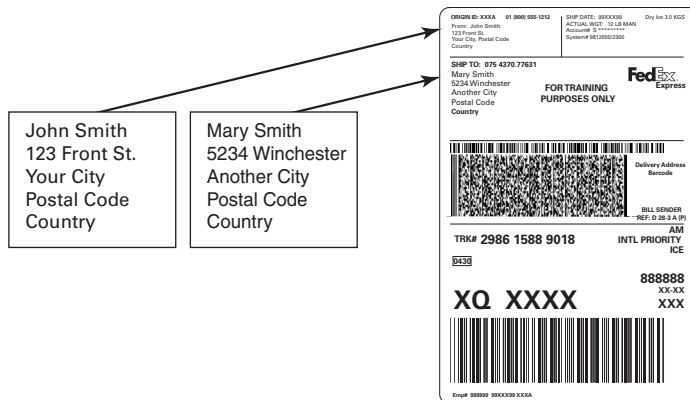 ORIGIN ID: XXXA 01 (800) 555-1212
From: John Smith
123 Front St.
Your City, Postal Code
Country
SHIP DATE: 99XXX99 Dry Ice 3.0 KGS
ACTUAL WGT: 12 LB MAN
Account# S *********
System# 9812650/2300
SHIP TO: 075 4370.77631
Mary Smith
5234 Winchester
Another City
Postal Code
Country
FOR TRAINING
PURPOSES ONLY
FedEx
Express
John Smith
123 Front St.
Your City
Postal Code
Country
Mary Smith
5234 Winchester
Another City
Postal Code
Country
Delivery Address
Barcode
BILL SENDER
REF: D 28-3 A (P)
TRK# 2986 1588 9018
0430
AM
INTL PRIORITY
ICE
888888
XX-XX
XXX
XQ XXXX
Emp# 999999 99XXX99 XXXA